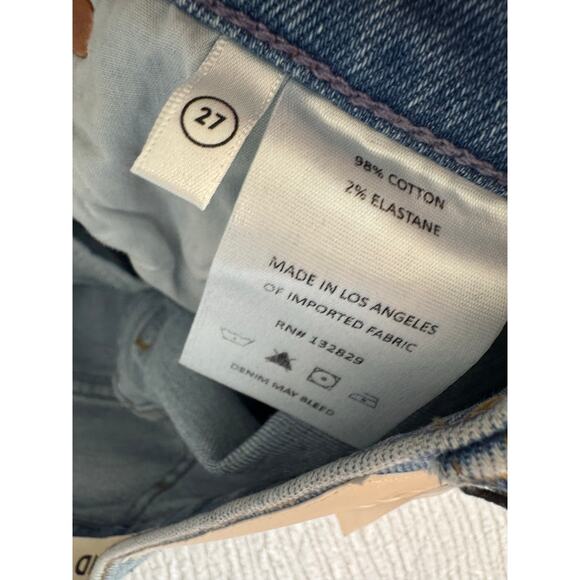 27
98% COTTON
2% ELASTANE
MADE IN LOS ANGELES
OF IMPORTED FABRIC
RN# 132829
DENIM MAY BLEED